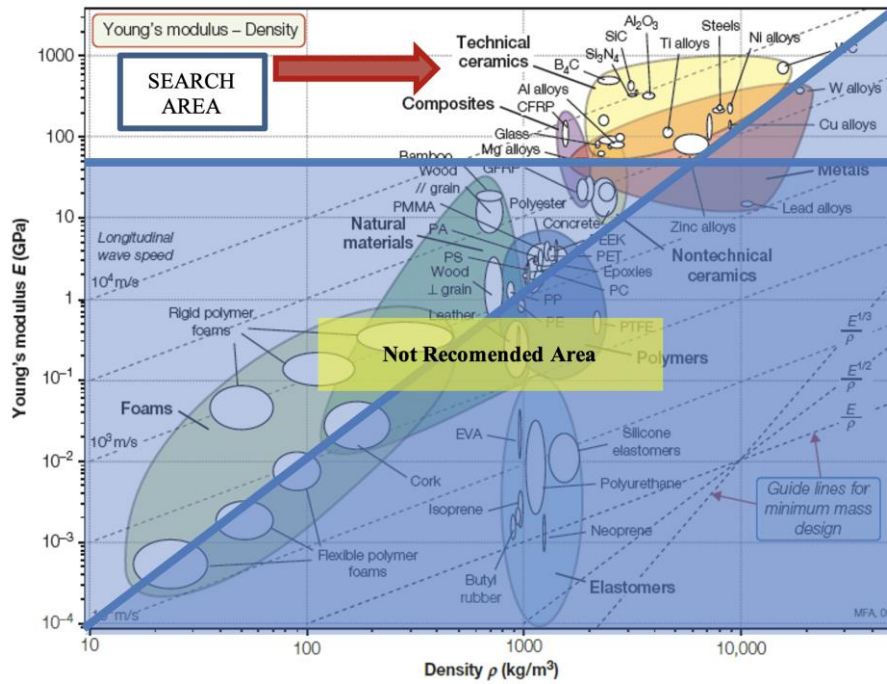 Young's modulus – Density
SEARCH
AREA
Technical
ceramics
Composites
CFRP
Glass
Mg alloys
GFRP
Al alloys
B₄C
Si₃N₄
SiC
Al₂O₃
Ti alloys
Steels
Ni alloys
W alloys
Cu alloys
Metals
Lead alloys
Zinc alloys
Nontechnical
ceramics
Concrete
Bamboo
Wood
// grain
PMMA
Polyester
Natural
materials
PA
PS
Wood
⊥ grain
Leather
PET
Epoxies
PC
PP
PE
PTFE
Polymers
Not Recomended Area
Longitudinal
wave speed
10⁴ m/s
10³ m/s
m/s
Rigid polymer
foams
Foams
Cork
Flexible polymer
foams
EVA
Isoprene
Butyl
rubber
Silicone
elastomers
Polyurethane
Neoprene
Elastomers
E^1/3
ρ
E^1/2
ρ
E
ρ
Guide lines for
minimum mass
design
Young's modulus E (GPa)
1000
100
10
1
10⁻¹
10⁻²
10⁻³
10⁻⁴
10
100
1000
10,000
Density ρ (kg/m³)